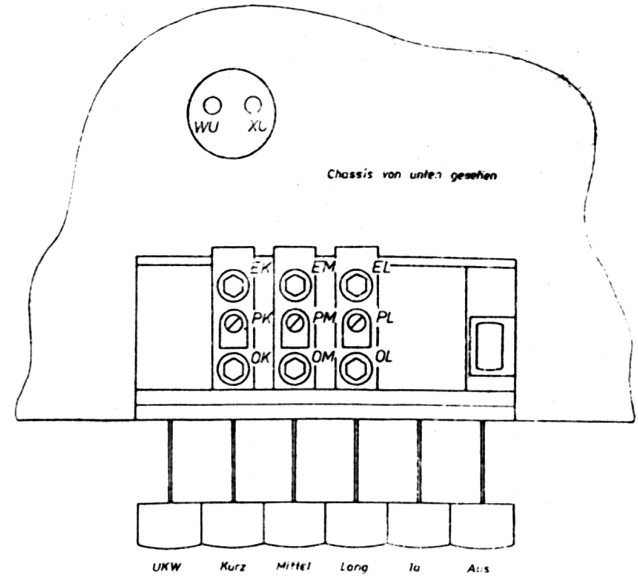 WU XU
Chassis von unten gesehen
EK EM EL
PK PM PL
OK OM OL
UKW Kurz Mittel Lang Ta Aus